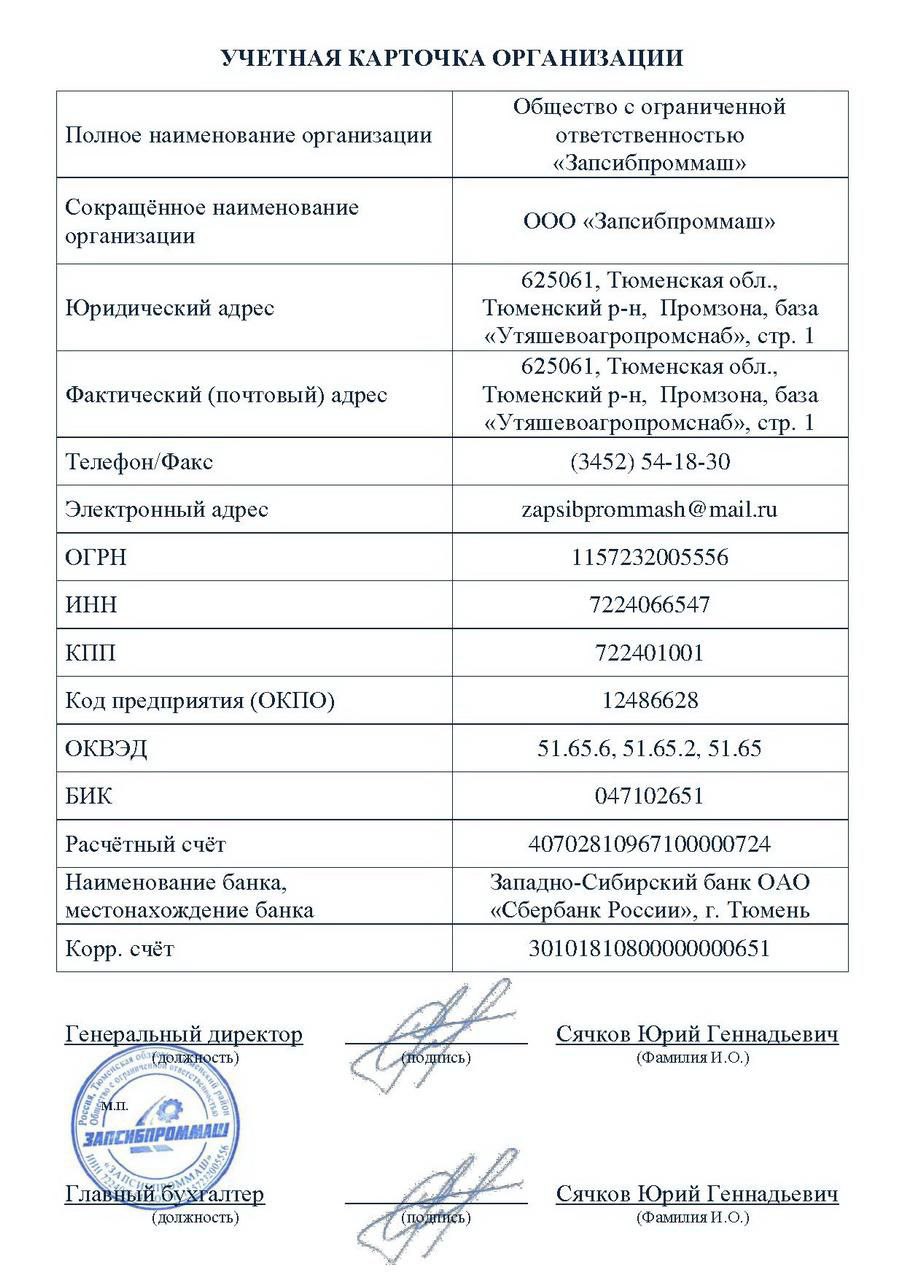 УЧЕТНАЯ КАРТОЧКА ОРГАНИЗАЦИИ
Полное наименование организации
Общество с ограниченной
ответственностью
«Запсибпроммаш»
Сокращённое наименование
организации
ООО «Запсибпроммаш»
Юридический адрес
625061, Тюменская обл.,
Тюменский р-н, Промзона, база
«Утяшевоагропромснаб», стр. 1
Фактический (почтовый) адрес
625061, Тюменская обл.,
Тюменский р-н, Промзона, база
«Утяшевоагропромснаб», стр. 1
Телефон/Факс
(3452) 54-18-30
Электронный адрес
zapsibprommash@mail.ru
ОГРН
1157232005556
ИНН
7224066547
КПП
722401001
Код предприятия (ОКПО)
12486628
ОКВЭД
51.65.6, 51.65.2, 51.65
БИК
047102651
Расчётный счёт
40702810967100000724
Наименование банка,
местонахождение банка
Западно-Сибирский банк ОАО
«Сбербанк России», г. Тюмень
Корр. счёт
30101810800000000651
Генеральный директор
Сячков Юрий Геннадьевич
(должность)
(подпись)
(Фамилия И.О.)
Россия, Тюменская область, Тюменский район
Общество с ограниченной ответственностью
м.п.
ЗАПСИБПРОММАШ
«ЗАПСИБПРОММАШ»
Главный бухгалтер
Сячков Юрий Геннадьевич
(должность)
(подпись)
(Фамилия И.О.)